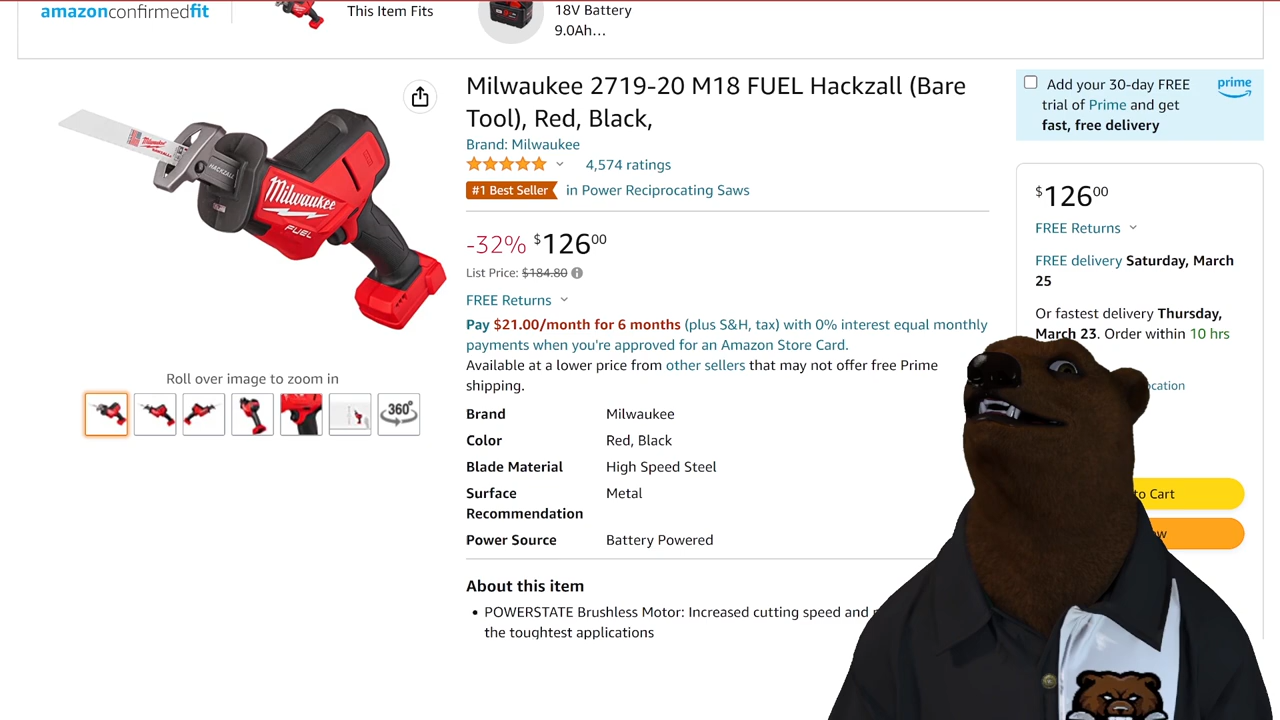 amazonconfirmedfit
This Item Fits
18V Battery
9.0Ah…
Milwaukee 2719-20 M18 FUEL Hackzall (Bare
Tool), Red, Black,
Brand: Milwaukee
4,574 ratings
#1 Best Seller in Power Reciprocating Saws
-32% $12600
List Price: $184.80
FREE Returns
Pay $21.00/month for 6 months (plus S&H, tax) with 0% interest equal monthly
payments when you're approved for an Amazon Store Card.
Available at a lower price from other sellers that may not offer free Prime
shipping.
Brand Milwaukee
Color Red, Black
Blade Material High Speed Steel
Surface Metal
Recommendation
Power Source Battery Powered
About this item
• POWERSTATE Brushless Motor: Increased cutting speed and
the toughest applications
Milwaukee
HACKZALL
Milwaukee
FUEL
Roll over image to zoom in
360°
Add your 30-day FREE
trial of Prime and get
fast, free delivery
prime
$12600
FREE Returns
FREE delivery Saturday, March
25
Or fastest delivery Thursday,
March 23. Order within 10 hrs
ocation
to Cart